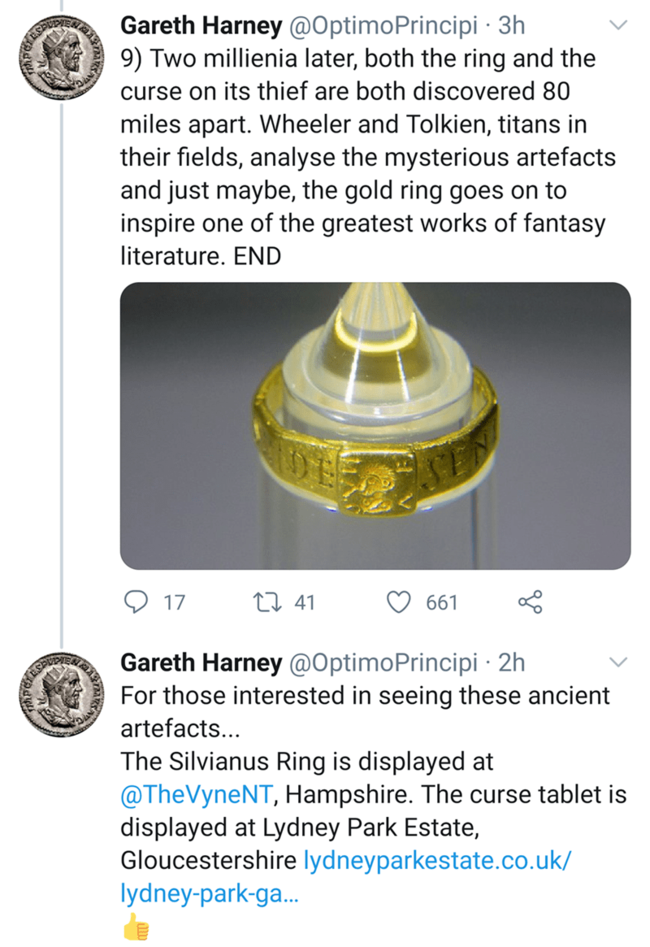 Gareth Harney @OptimoPrincipi · 3h
9) Two millienia later, both the ring and the
curse on its thief are both discovered 80
miles apart. Wheeler and Tolkien, titans in
their fields, analyse the mysterious artefacts
and just maybe, the gold ring goes on to
inspire one of the greatest works of fantasy
literature. END
IDE
SEN
17 41 661
Gareth Harney @OptimoPrincipi · 2h
For those interested in seeing these ancient
artefacts...
The Silvianus Ring is displayed at
@TheVyneNT, Hampshire. The curse tablet is
displayed at Lydney Park Estate,
Gloucestershire lydneyparkestate.co.uk/
lydney-park-ga...
👍